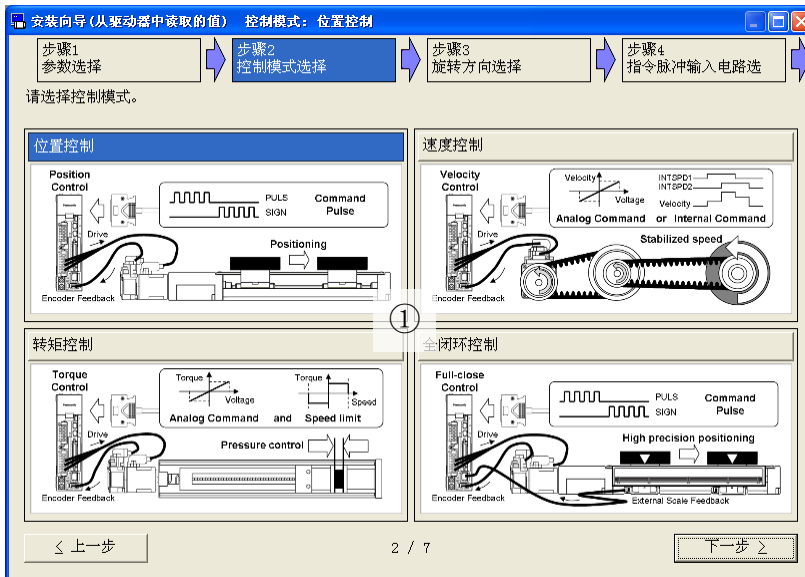 安装向导(从驱动器中读取的值) 控制模式: 位置控制
步骤1
参数选择
步骤2
控制模式选择
步骤3
旋转方向选择
步骤4
指令脉冲输入电路选
请选择控制模式。
位置控制
Position
Control
PULS
SIGN
Command
Pulse
Drive
Positioning
Encoder Feedback
速度控制
Velocity
Control
Velocity
Voltage
INTSPD1
INTSPD2
Velocity
Analog Command or Internal Command
Drive
Stabilized speed
Encoder Feedback
①
转矩控制
Torque
Control
Torque
Voltage
Torque
Speed
Analog Command and Speed limit
Drive
Pressure control
Encoder Feedback
全闭环控制
Full-close
Control
PULS
SIGN
Command
Pulse
Drive
High precision positioning
Encoder Feedback
External Scale Feedback
< 上一步
2 / 7
下一步 >